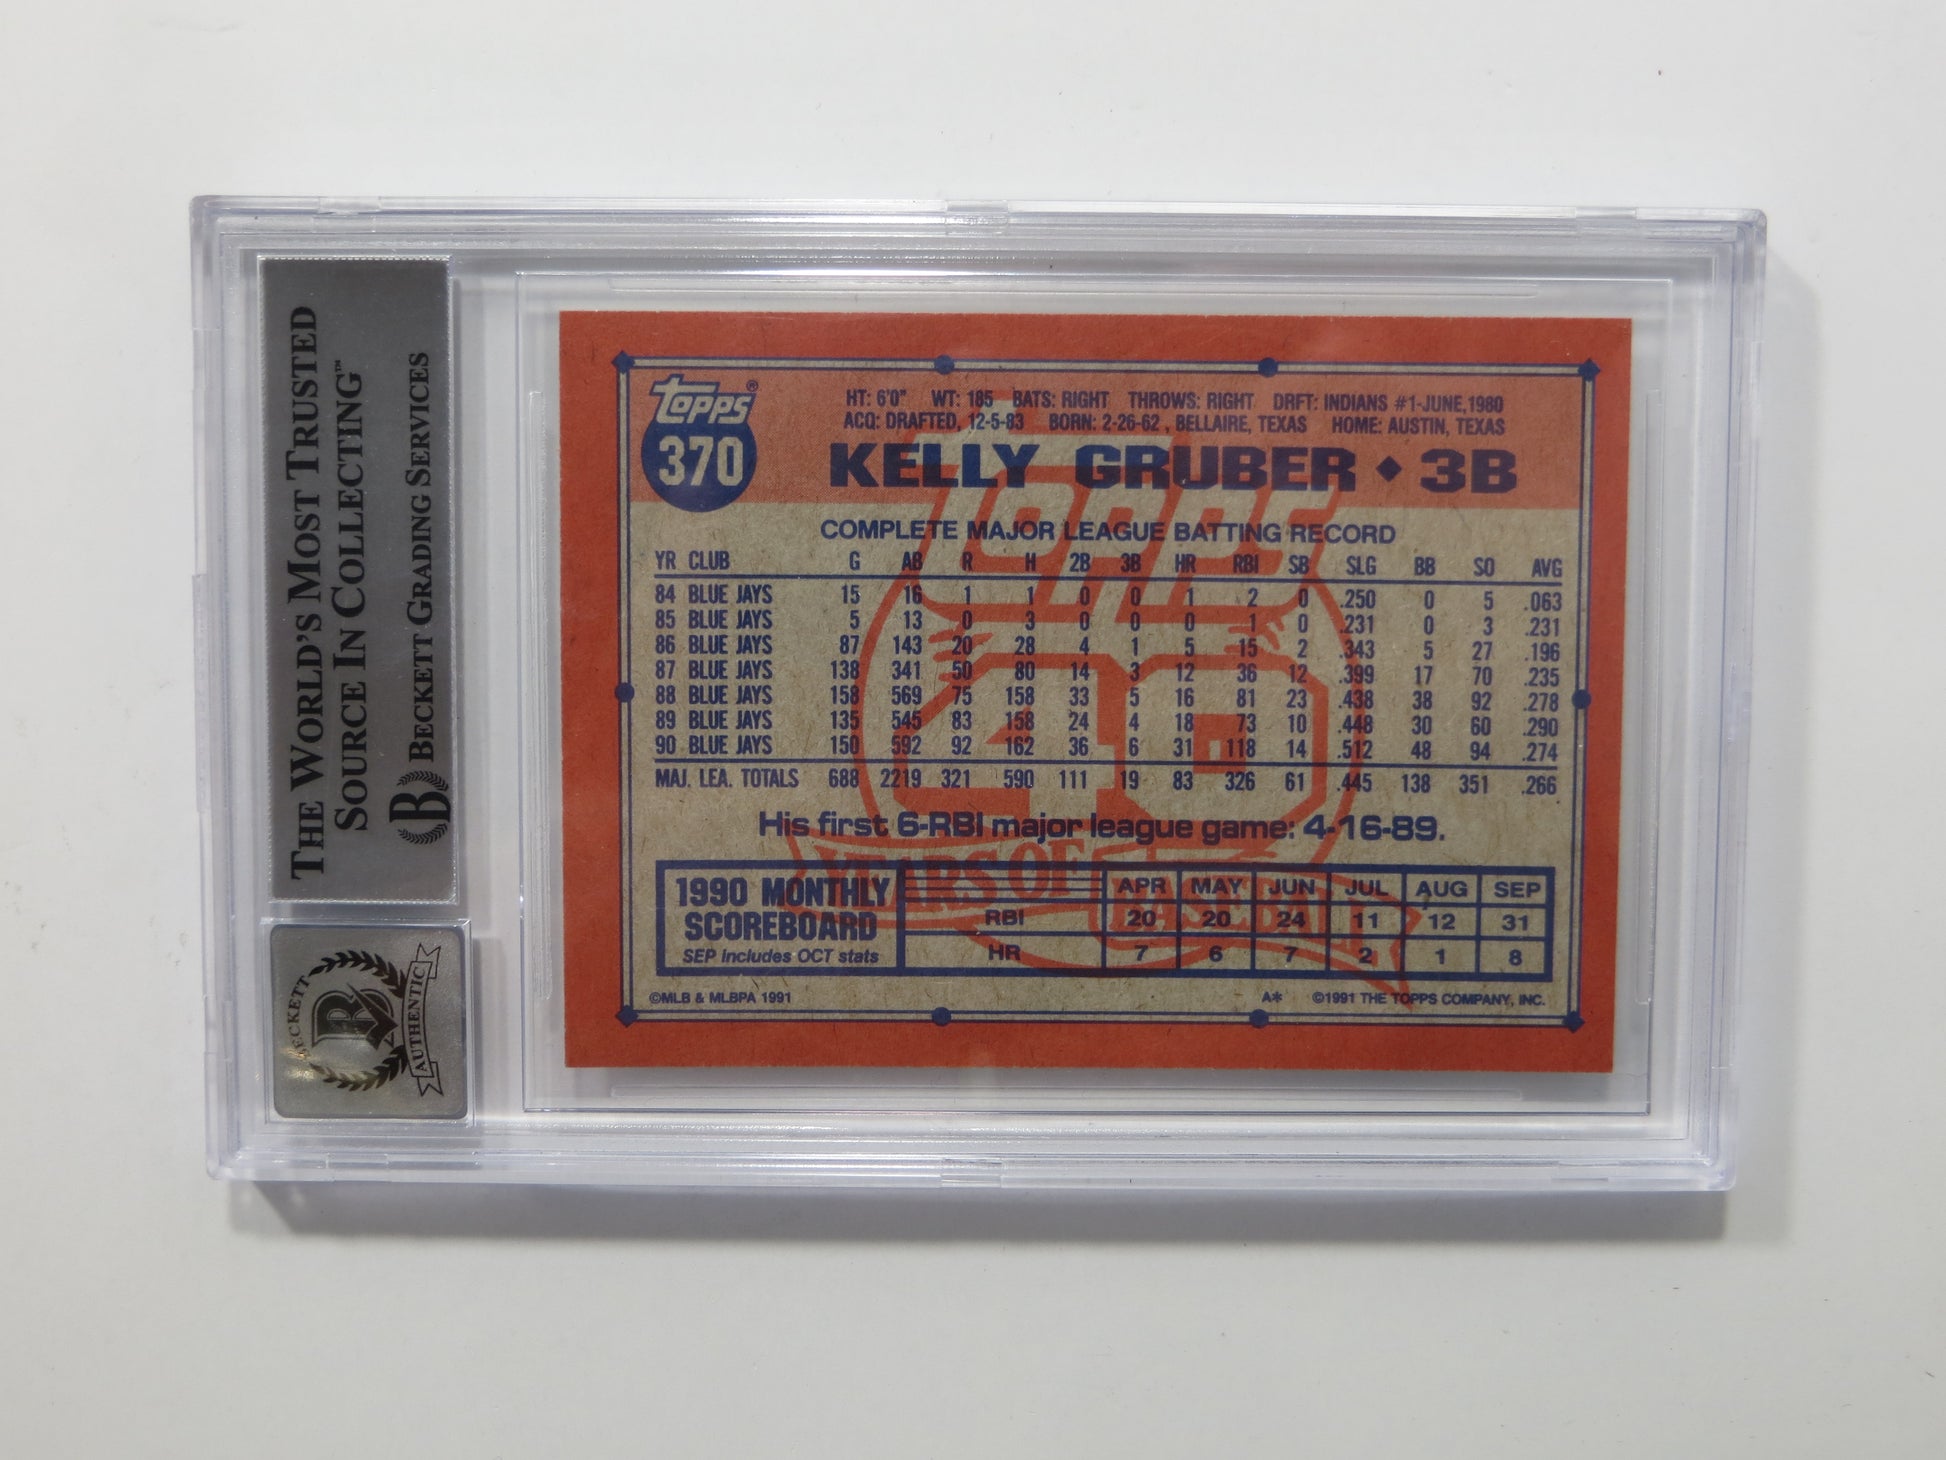 THE WORLD'S MOST TRUSTED
SOURCE IN COLLECTING™
B BECKETT GRADING SERVICES
BECKETT
B
AUTHENTIC
Topps®
370
HT: 6'0" WT: 185 BATS: RIGHT THROWS: RIGHT DRFT: INDIANS #1-JUNE,1980
ACQ: DRAFTED, 12-5-83 BORN: 2-26-62 , BELLAIRE, TEXAS HOME: AUSTIN, TEXAS
KELLY GRUBER ♦ 3B
COMPLETE MAJOR LEAGUE BATTING RECORD
YR CLUB G AB R H 2B 3B HR RBI SB SLG BB SO AVG
84 BLUE JAYS 15 16 1 1 0 0 1 2 0 .250 0 5 .063
85 BLUE JAYS 5 13 0 3 0 0 0 1 0 .231 0 3 .231
86 BLUE JAYS 87 143 20 28 4 1 5 15 2 .343 5 27 .196
87 BLUE JAYS 138 341 50 80 14 3 12 36 12 .399 17 70 .235
88 BLUE JAYS 158 569 75 158 33 5 16 81 23 .438 38 92 .278
89 BLUE JAYS 135 545 83 158 24 4 18 73 10 .448 30 60 .290
90 BLUE JAYS 150 592 92 162 36 6 31 118 14 .512 48 94 .274
MAJ. LEA. TOTALS 688 2219 321 590 111 19 83 326 61 .445 138 351 .266
His first 6-RBI major league game: 4-16-89.
Topps
40
YEARS OF
BASEBALL
1990 MONTHLY
SCOREBOARD
SEP includes OCT stats
APR MAY JUN JUL AUG SEP
RBI 20 20 24 11 12 31
HR 7 6 7 2 1 8
©MLB & MLBPA 1991 A* ©1991 THE TOPPS COMPANY, INC.